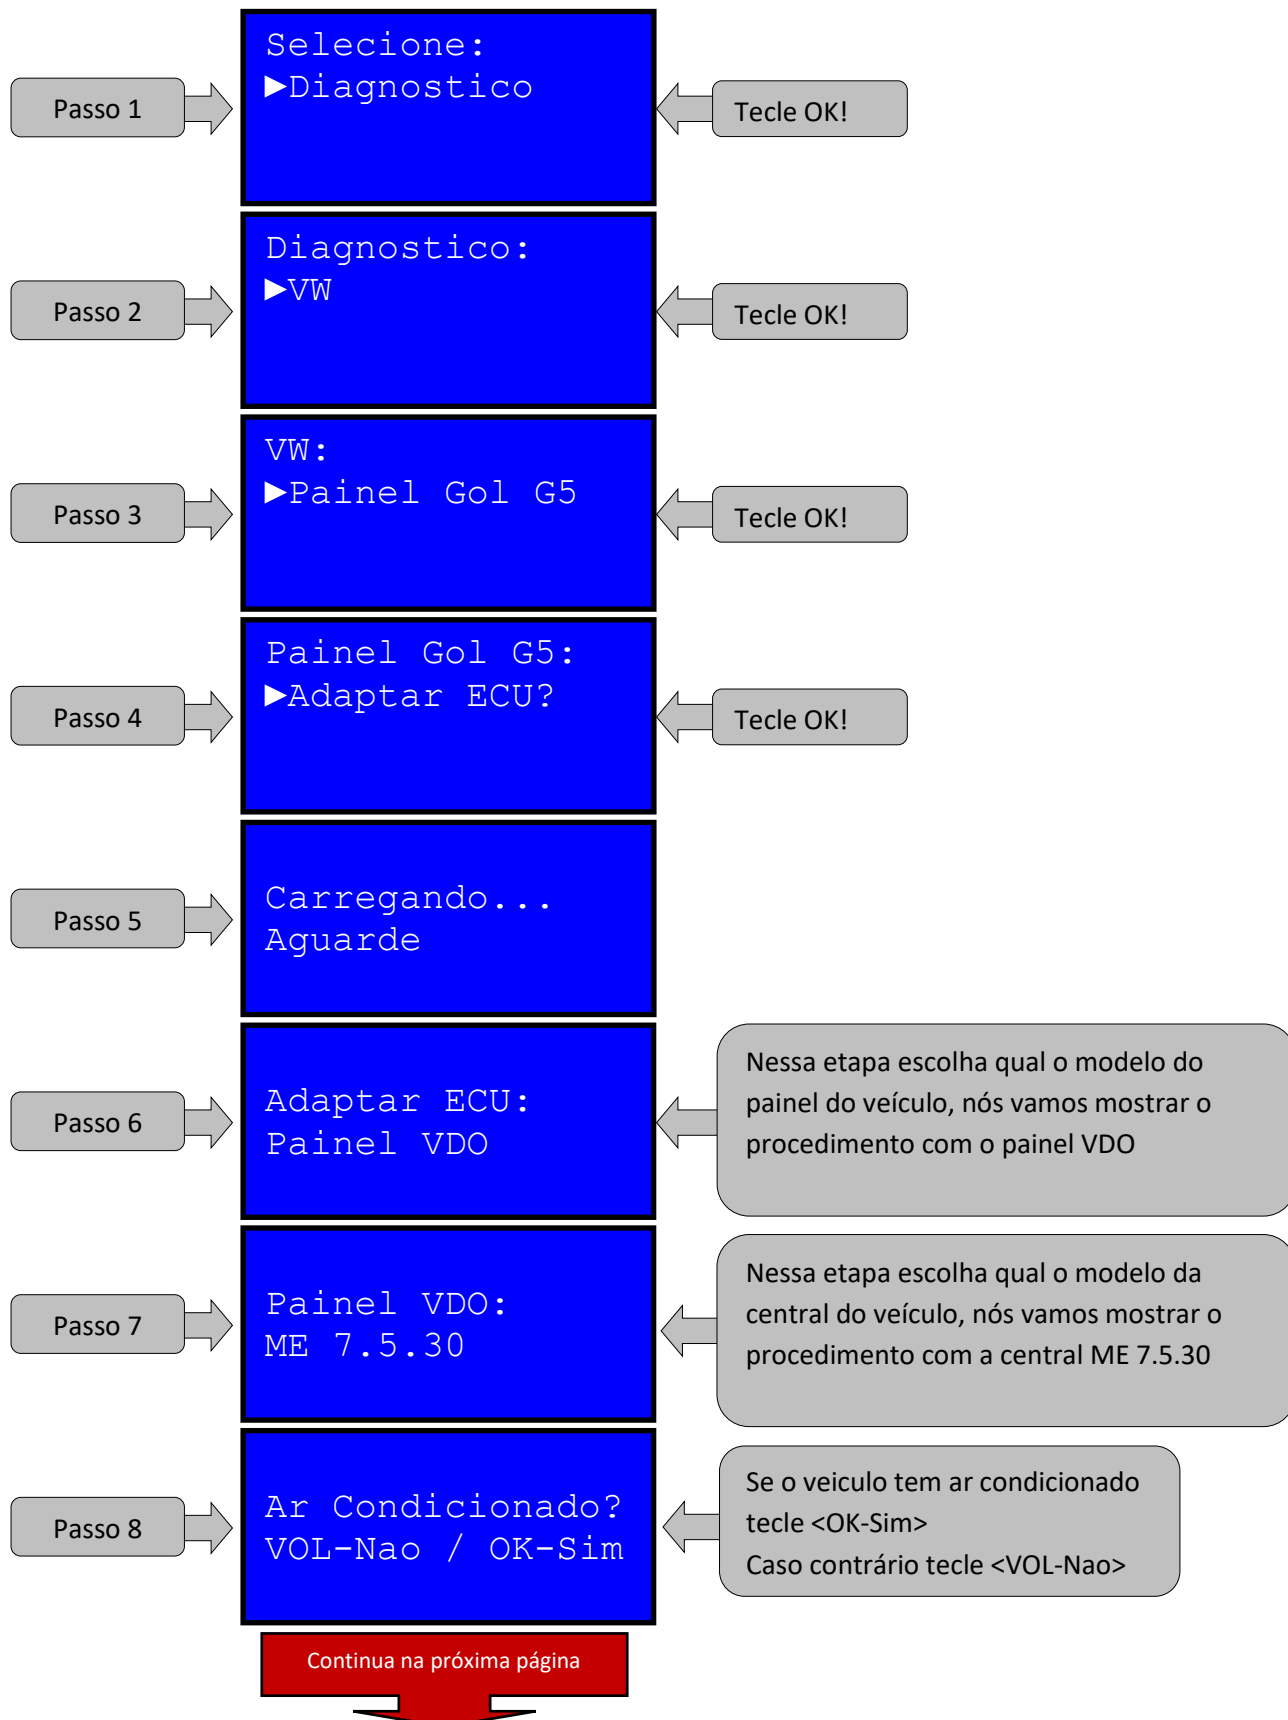 Passo 1
Selecione:
►Diagnostico
Tecle OK!
Passo 2
Diagnostico:
►VW
Tecle OK!
Passo 3
VW:
►Painel Gol G5
Tecle OK!
Passo 4
Painel Gol G5:
►Adaptar ECU?
Tecle OK!
Passo 5
Carregando...
Aguarde
Passo 6
Adaptar ECU:
Painel VDO
Nessa etapa escolha qual o modelo do
painel do veículo, nós vamos mostrar o
procedimento com o painel VDO
Passo 7
Painel VDO:
ME 7.5.30
Nessa etapa escolha qual o modelo da
central do veículo, nós vamos mostrar o
procedimento com a central ME 7.5.30
Passo 8
Ar Condicionado?
VOL-Nao / OK-Sim
Se o veiculo tem ar condicionado
tecle <OK-Sim>
Caso contrário tecle <VOL-Nao>
Continua na próxima página